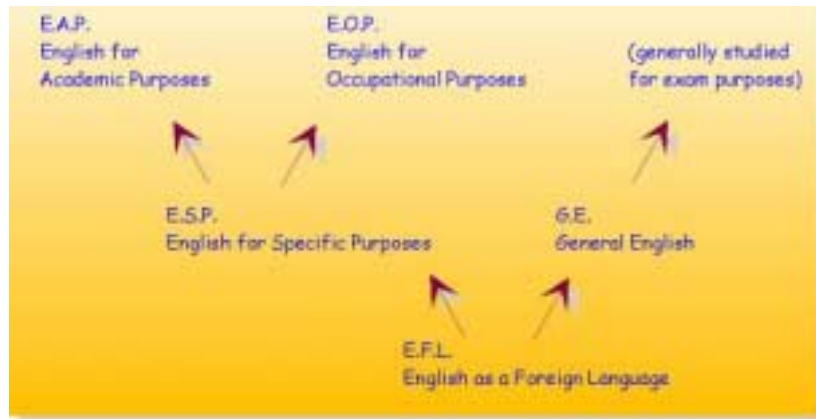 E.A.P.
English for
Academic Purposes
E.O.P.
English for
Occupational Purposes
(generally studied
for exam purposes)
E.S.P.
English for Specific Purposes
G.E.
General English
E.F.L.
English as a Foreign Language